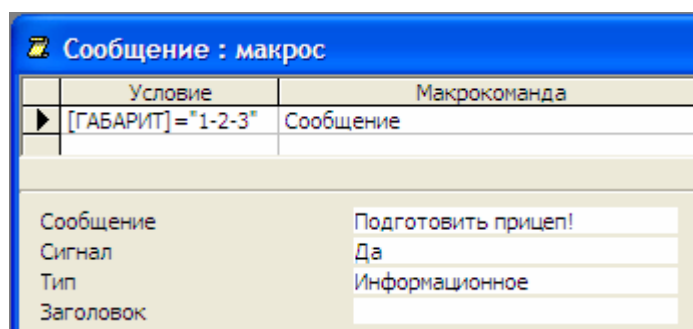 Сообщение : макрос
Условие Макрокоманда
[ГАБАРИТ]="1-2-3" Сообщение
Сообщение Подготовить прицеп!
Сигнал Да
Тип Информационное
Заголовок